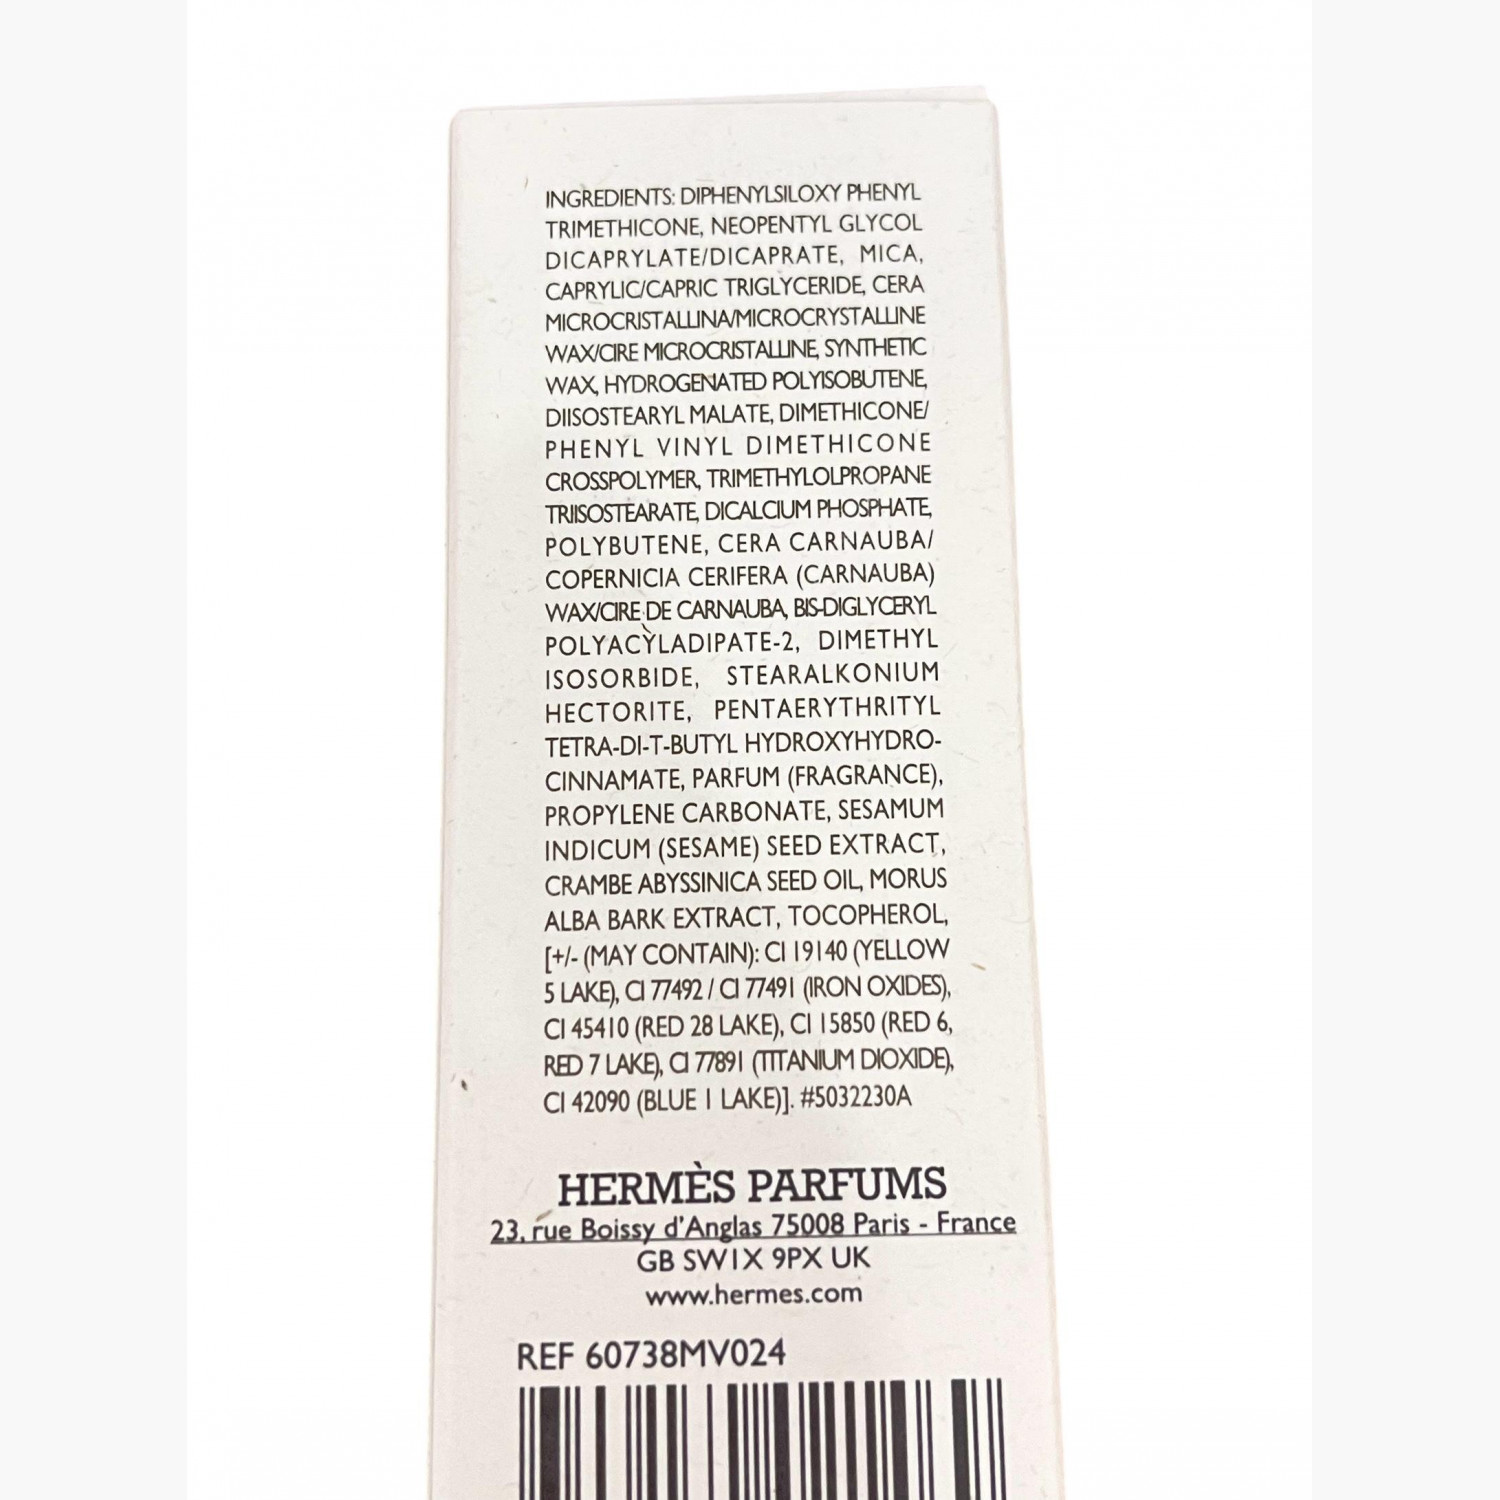 INGREDIENTS: DIPHENYLSILOXY PHENYL
TRIMETHICONE, NEOPENTYL GLYCOL
DICAPRYLATE/DICAPRATE, MICA,
CAPRYLIC/CAPRIC TRIGLYCERIDE, CERA
MICROCRISTALLINA/MICROCRYSTALLINE
WAX/CIRE MICROCRISTALLINE, SYNTHETIC
WAX, HYDROGENATED POLYISOBUTENE,
DIISOSTEARYL MALATE, DIMETHICONE/
PHENYL VINYL DIMETHICONE
CROSSPOLYMER, TRIMETHYLOLPROPANE
TRIISOSTEARATE, DICALCIUM PHOSPHATE,
POLYBUTENE, CERA CARNAUBA/
COPERNICIA CERIFERA (CARNAUBA)
WAX/CIRE DE CARNAUBA, BIS-DIGLYCERYL
POLYACYLADIPATE-2, DIMETHYL
ISOSORBIDE, STEARALKONIUM
HECTORITE, PENTAERYTHRITYL
TETRA-DI-T-BUTYL HYDROXYHYDRO-
CINNAMATE, PARFUM (FRAGRANCE),
PROPYLENE CARBONATE, SESAMUM
INDICUM (SESAME) SEED EXTRACT,
CRAMBE ABYSSINICA SEED OIL, MORUS
ALBA BARK EXTRACT, TOCOPHEROL,
[+/- (MAY CONTAIN): CI 19140 (YELLOW
5 LAKE), CI 77492 / CI 77491 (IRON OXIDES),
CI 45410 (RED 28 LAKE), CI 15850 (RED 6,
RED 7 LAKE), CI 77891 (TITANIUM DIOXIDE),
CI 42090 (BLUE 1 LAKE)]. #5032230A
HERMÈS PARFUMS
23, rue Boissy d'Anglas 75008 Paris - France
GB SW1X 9PX UK
www.hermes.com
REF 60738MV024